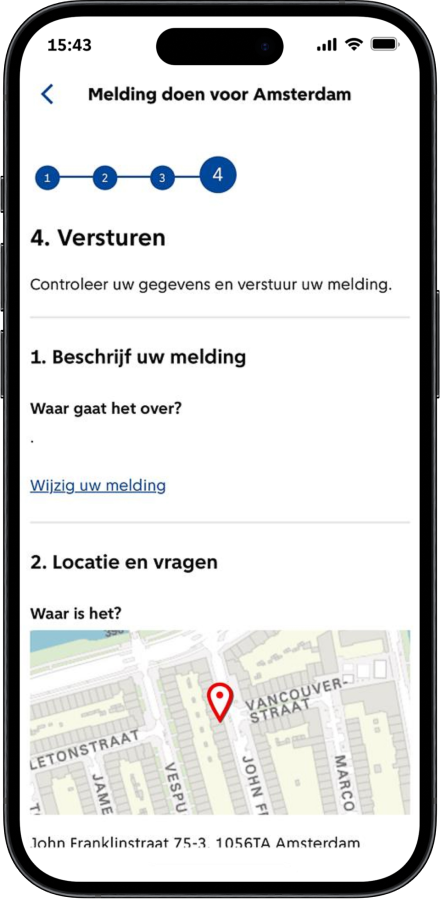 15:43
Melding doen voor Amsterdam
1 2 3 4
4. Versturen
Controleer uw gegevens en verstuur uw melding.
1. Beschrijf uw melding
Waar gaat het over?
.
Wijzig uw melding
2. Locatie en vragen
Waar is het?
VANCOUVER-
STRAAT
LETONSTRAAT
JAME
VESPU
JOHN F
MARCO
John Franklinstraat 75-3, 1056TA Amsterdam